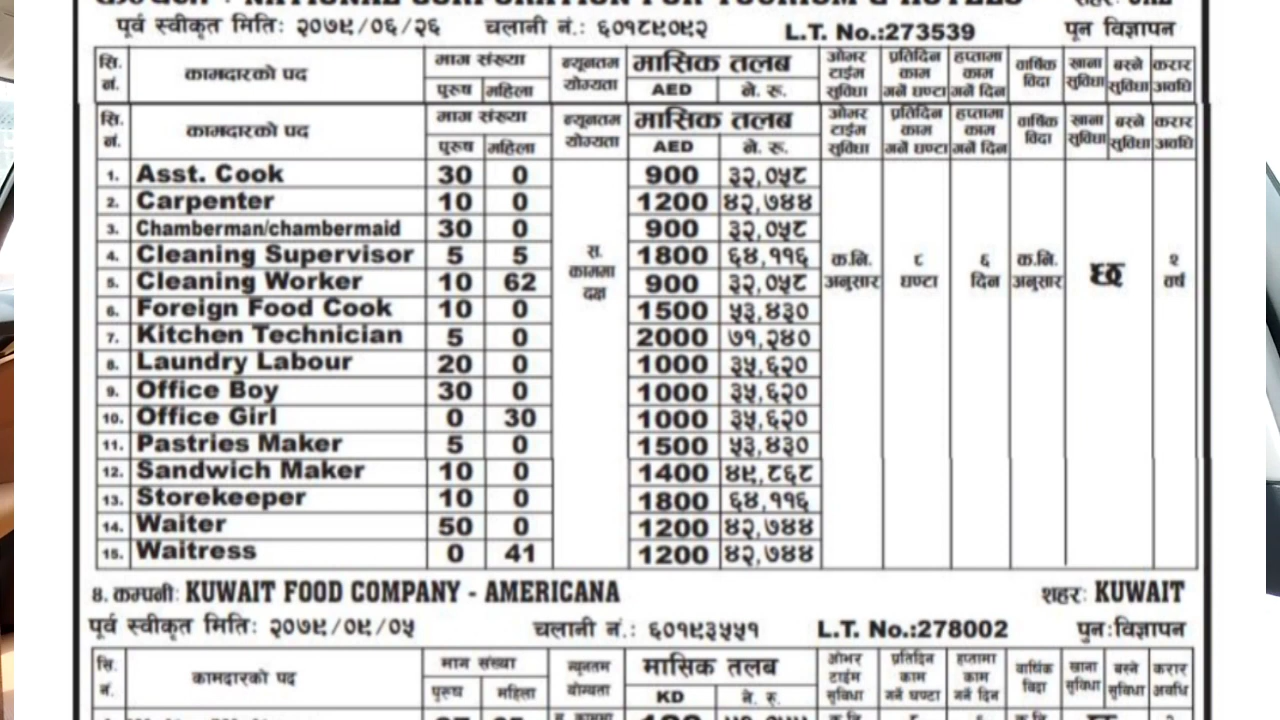 NATIONAL CORPORATION FOR TOURISM & HOTELS
पूर्व स्वीकृत मितिः २०७९/०६/२६ चलानी नं.: ६०१८९०९२ L.T. No.:273539 पून विज्ञापन
सि. नं. कामदारको पद माग संख्या पुरुष महिला न्यूनतम योग्यता मासिक तलब AED ने. रू. ओभर टाईम सुविधा प्रतिदिन काम गर्ने घण्टा हप्तामा काम गर्ने दिन वार्षिक विदा खाना सुविधा बस्ने सुविधा करार अवधि
सि. नं. कामदारको पद माग संख्या पुरुष महिला न्यूनतम योग्यता मासिक तलब AED ने. रू. ओभर टाईम सुविधा प्रतिदिन काम गर्ने घण्टा हप्तामा काम गर्ने दिन वार्षिक विदा खाना सुविधा बस्ने सुविधा करार अवधि
1. Asst. Cook 30 0 900 ३२,०५८
2. Carpenter 10 0 1200 ४२,७४४
3. Chamberman/chambermaid 30 0 900 ३२,०५८
4. Cleaning Supervisor 5 5 स. काममा दक्ष 1800 ६४,११६ क.नि. अनुसार ८ घण्टा ६ दिन क.नि. अनुसार छ २ वर्ष
5. Cleaning Worker 10 62 900 ३२,०५८
6. Foreign Food Cook 10 0 1500 ५३,४३०
7. Kitchen Technician 5 0 2000 ७१,२४०
8. Laundry Labour 20 0 1000 ३५,६२०
9. Office Boy 30 0 1000 ३५,६२०
10. Office Girl 0 30 1000 ३५,६२०
11. Pastries Maker 5 0 1500 ५३,४३०
12. Sandwich Maker 10 0 1400 ४९,८६८
13. Storekeeper 10 0 1800 ६४,११६
14. Waiter 50 0 1200 ४२,७४४
15. Waitress 0 41 1200 ४२,७४४
४. कम्पनी: KUWAIT FOOD COMPANY - AMERICANA शहर: KUWAIT
पूर्व स्वीकृत मितिः २०७९/०९/०५ चलानी नं.: ६०१९३५५१ L.T. No.:278002 पुन:विज्ञापन
सि. नं. कामदारको पद माग संख्या पुरुष महिला न्यूनतम योग्यता मासिक तलब KD ने. रू. ओभर टाईम सुविधा प्रतिदिन काम गर्ने घण्टा हप्तामा काम गर्ने दिन वार्षिक विदा खाना सुविधा बस्ने सुविधा करार अवधि